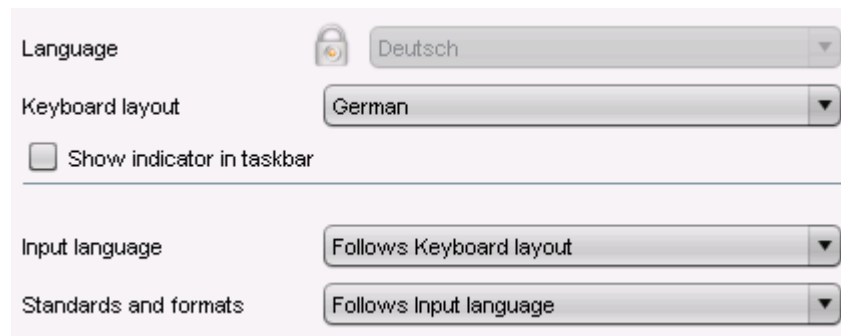 Language Deutsch
Keyboard layout German
Show indicator in taskbar
Input language Follows Keyboard layout
Standards and formats Follows Input language